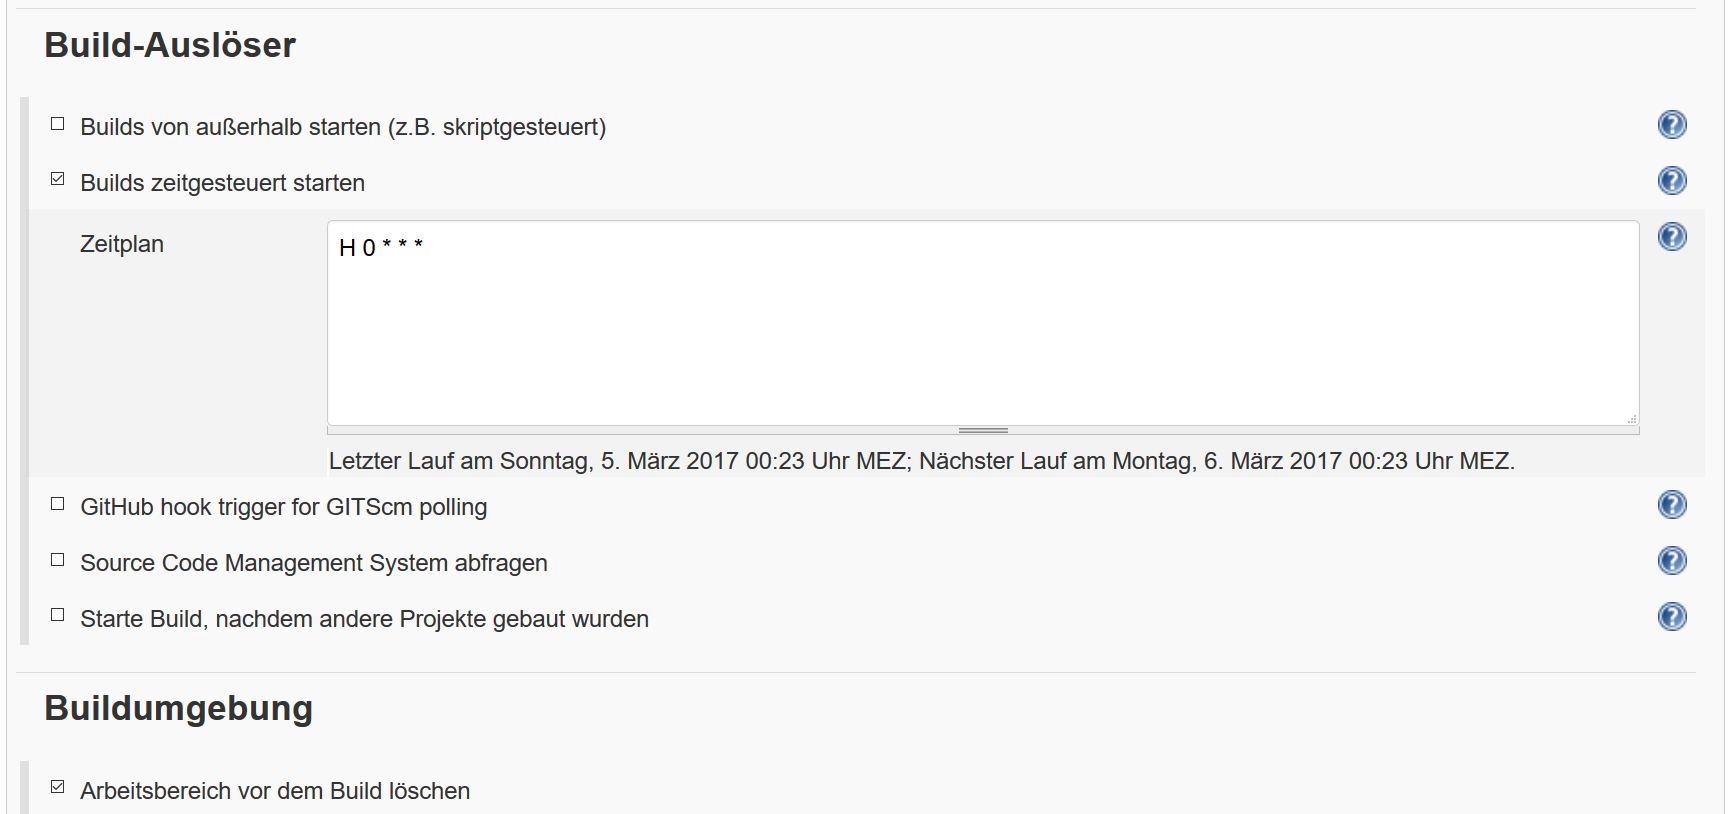 Build-Auslöser
Builds von außerhalb starten (z.B. skriptgesteuert)
Builds zeitgesteuert starten
Zeitplan
H 0 * * *
Letzter Lauf am Sonntag, 5. März 2017 00:23 Uhr MEZ; Nächster Lauf am Montag, 6. März 2017 00:23 Uhr MEZ.
GitHub hook trigger for GITScm polling
Source Code Management System abfragen
Starte Build, nachdem andere Projekte gebaut wurden
Buildumgebung
Arbeitsbereich vor dem Build löschen